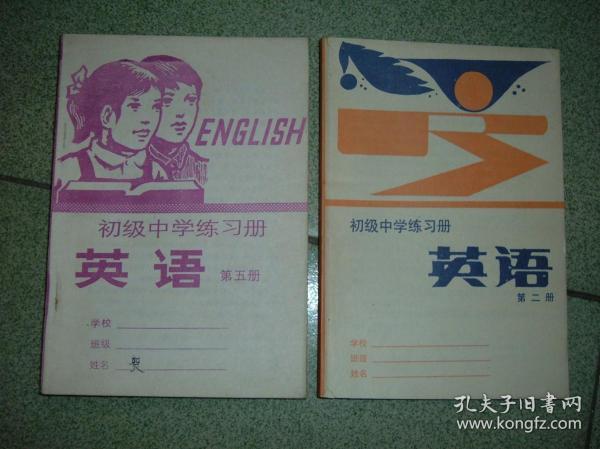 ENGLISH
初级中学练习册
英语 第五册
学校
班级
姓名
初级中学练习册
英语
第二册
学校
班级
姓名
孔夫子旧书网
www.kongfz.com